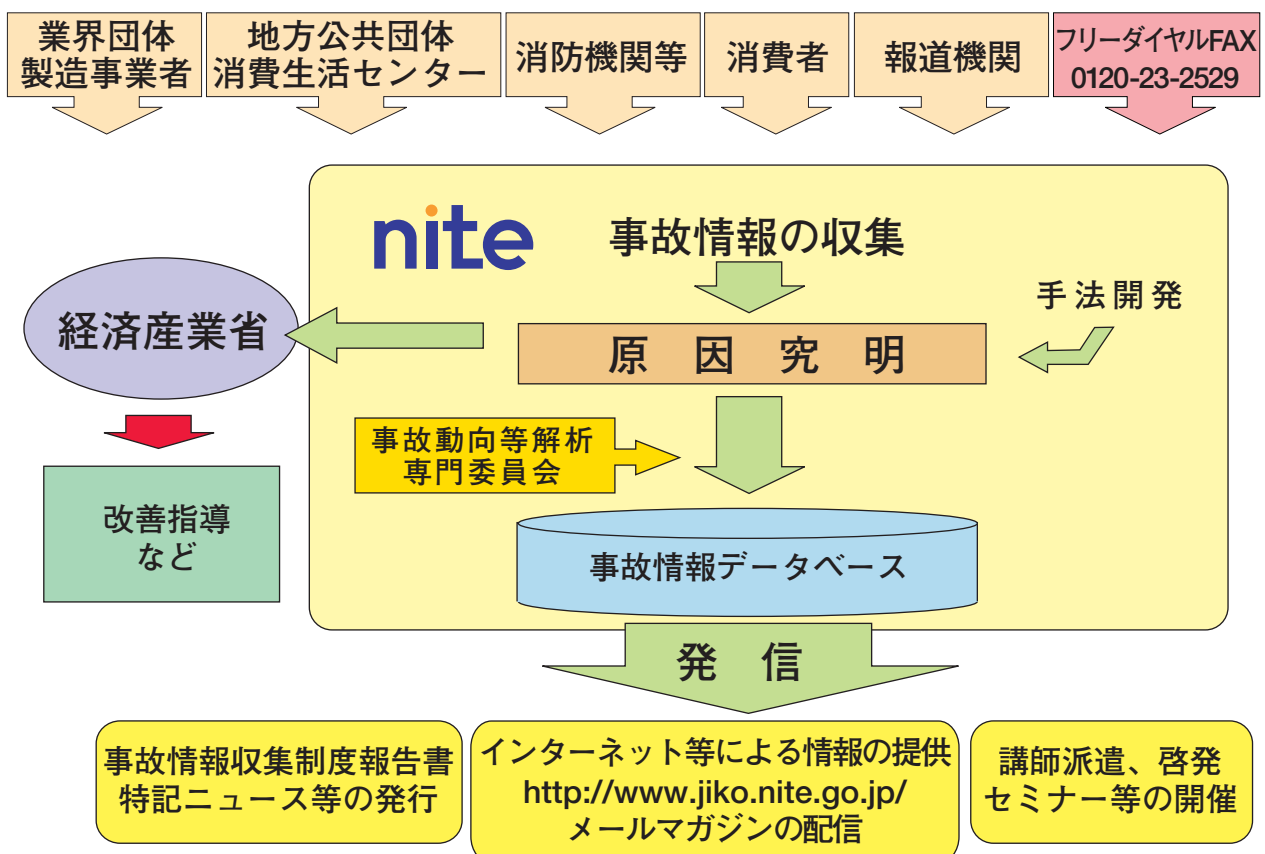 業界団体
製造事業者
地方公共団体
消費生活センター
消防機関等
消費者
報道機関
フリーダイヤルFAX
0120-23-2529
nite
事故情報の収集
手法開発
経済産業省
原因究明
事故動向等解析
専門委員会
改善指導
など
事故情報データベース
発信
事故情報収集制度報告書
特記ニュース等の発行
インターネット等による情報の提供
http://www.jiko.nite.go.jp/
メールマガジンの配信
講師派遣、啓発
セミナー等の開催